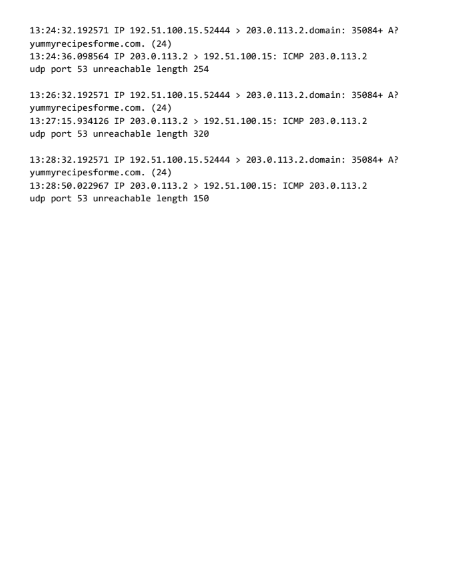 13:24:32.192571 IP 192.51.100.15.52444 > 203.0.113.2.domain: 35084+ A?
yummyrecipesforme.com. (24)
13:24:36.098564 IP 203.0.113.2 > 192.51.100.15: ICMP 203.0.113.2
udp port 53 unreachable length 254
13:26:32.192571 IP 192.51.100.15.52444 > 203.0.113.2.domain: 35084+ A?
yummyrecipesforme.com. (24)
13:27:15.934126 IP 203.0.113.2 > 192.51.100.15: ICMP 203.0.113.2
udp port 53 unreachable length 320
13:28:32.192571 IP 192.51.100.15.52444 > 203.0.113.2.domain: 35084+ A?
yummyrecipesforme.com. (24)
13:28:50.022967 IP 203.0.113.2 > 192.51.100.15: ICMP 203.0.113.2
udp port 53 unreachable length 150